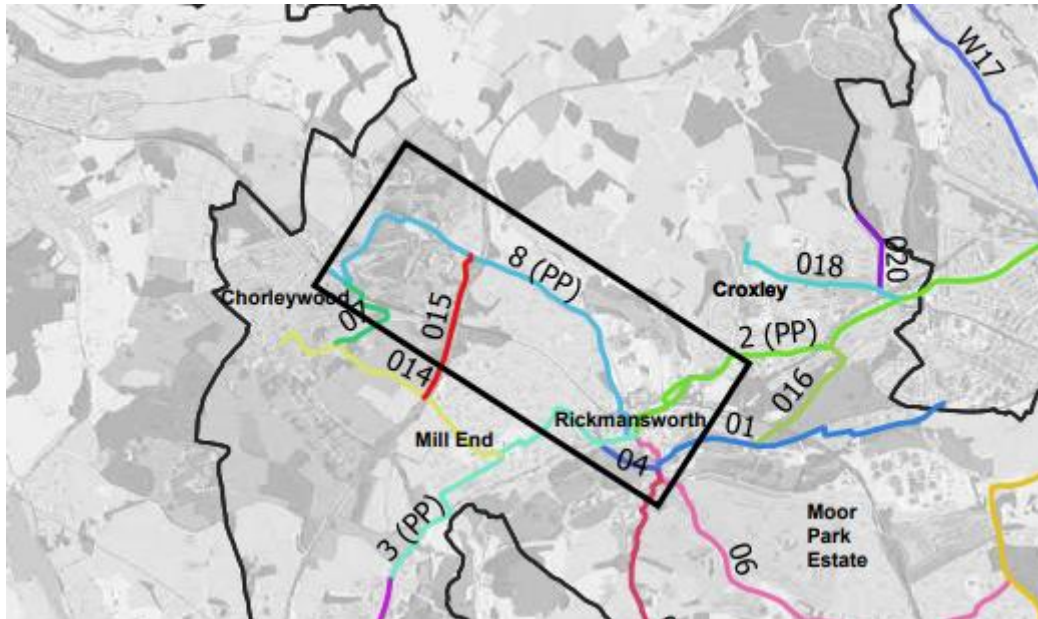 W17
8 (PP)
018
020
Croxley
Chorleywood
015
2 (PP)
014
016
Rickmansworth
01
Mill End
04
3 (PP)
Moor
Park
Estate
06